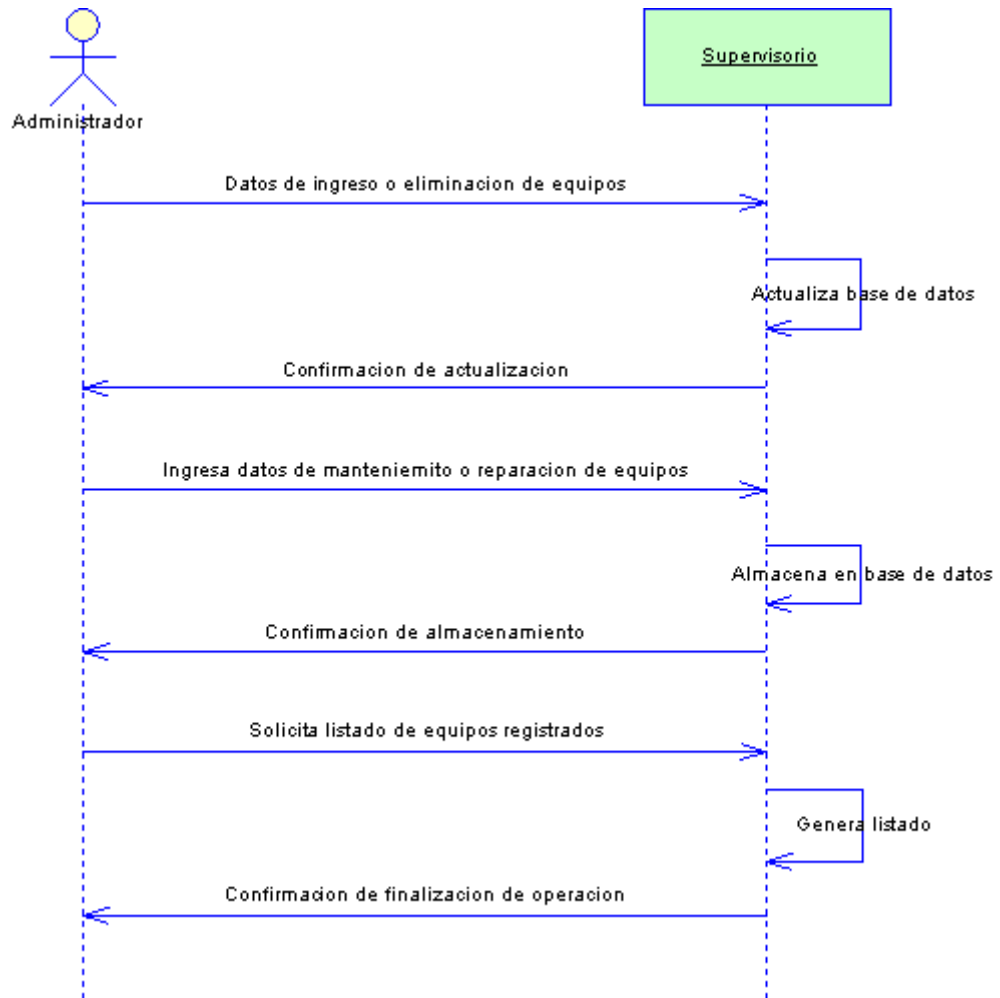 Supervisorio
Administrador
Datos de ingreso o eliminacion de equipos
Actualiza base de datos
Confirmacion de actualizacion
Ingresa datos de manteniemito o reparacion de equipos
Almacena en base de datos
Confirmacion de almacenamiento
Solicita listado de equipos registrados
Genera listado
Confirmacion de finalizacion de operacion